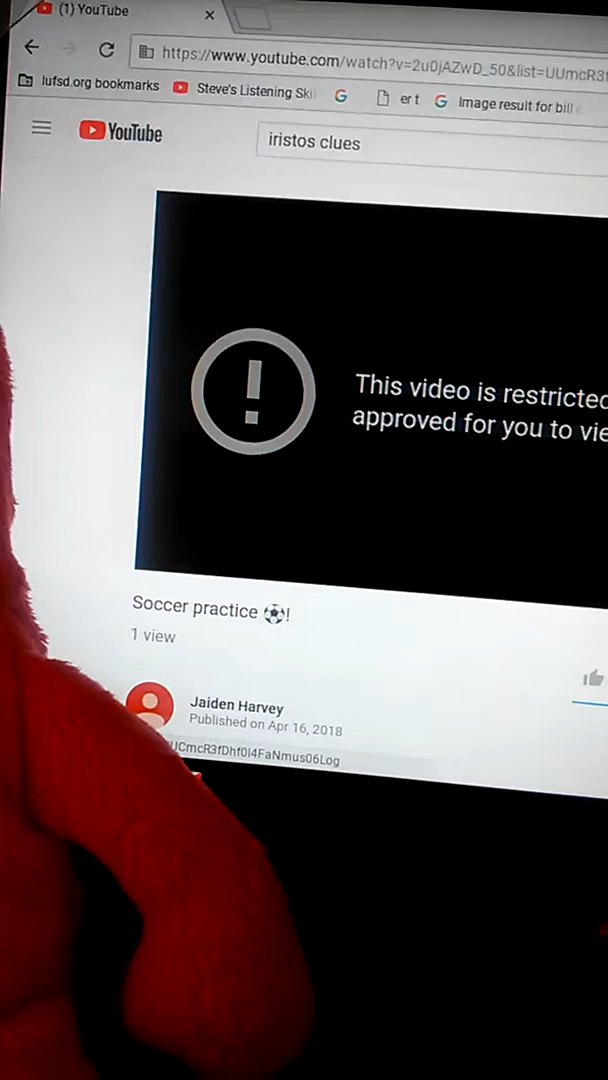 (1) YouTube
https://www.youtube.com/watch?v=2u0jAZwD_50&list=UUmcR3f
lufsd.org bookmarks Steve's Listening Ski G er t G Image result for bill
YouTube iristos clues
This video is restricted
approved for you to vie
Soccer practice ⚽!
1 view
Jaiden Harvey
Published on Apr 16, 2018
UCmcR3fDhf0I4FaNmus06Log